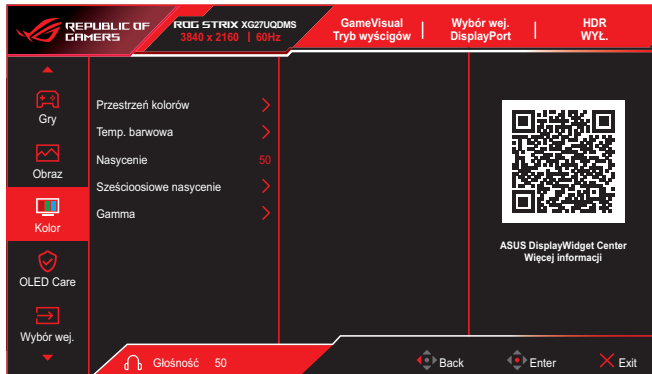 REPUBLIC OF
GAMERS
ROG STRIX XG27UQDMS
3840 x 2160 | 60Hz
GameVisual
Tryb wyścigów
Wybór wej.
DisplayPort
HDR
WYŁ.
Gry
Obraz
Kolor
OLED Care
Wybór wej.
Przestrzeń kolorów
Temp. barwowa
Nasycenie 50
Sześcioosiowe nasycenie
Gamma
ASUS DisplayWidget Center
Więcej informacji
Głośność 50
Back
Enter
Exit